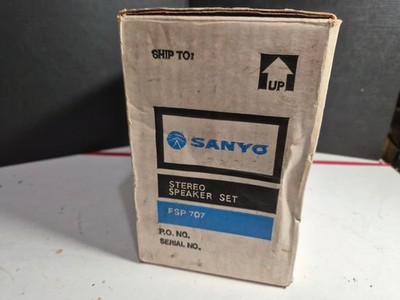 SHIP TO:
UP
SANYO
STEREO
SPEAKER SET
FSP 707
P.O. NO.
SERIAL NO.